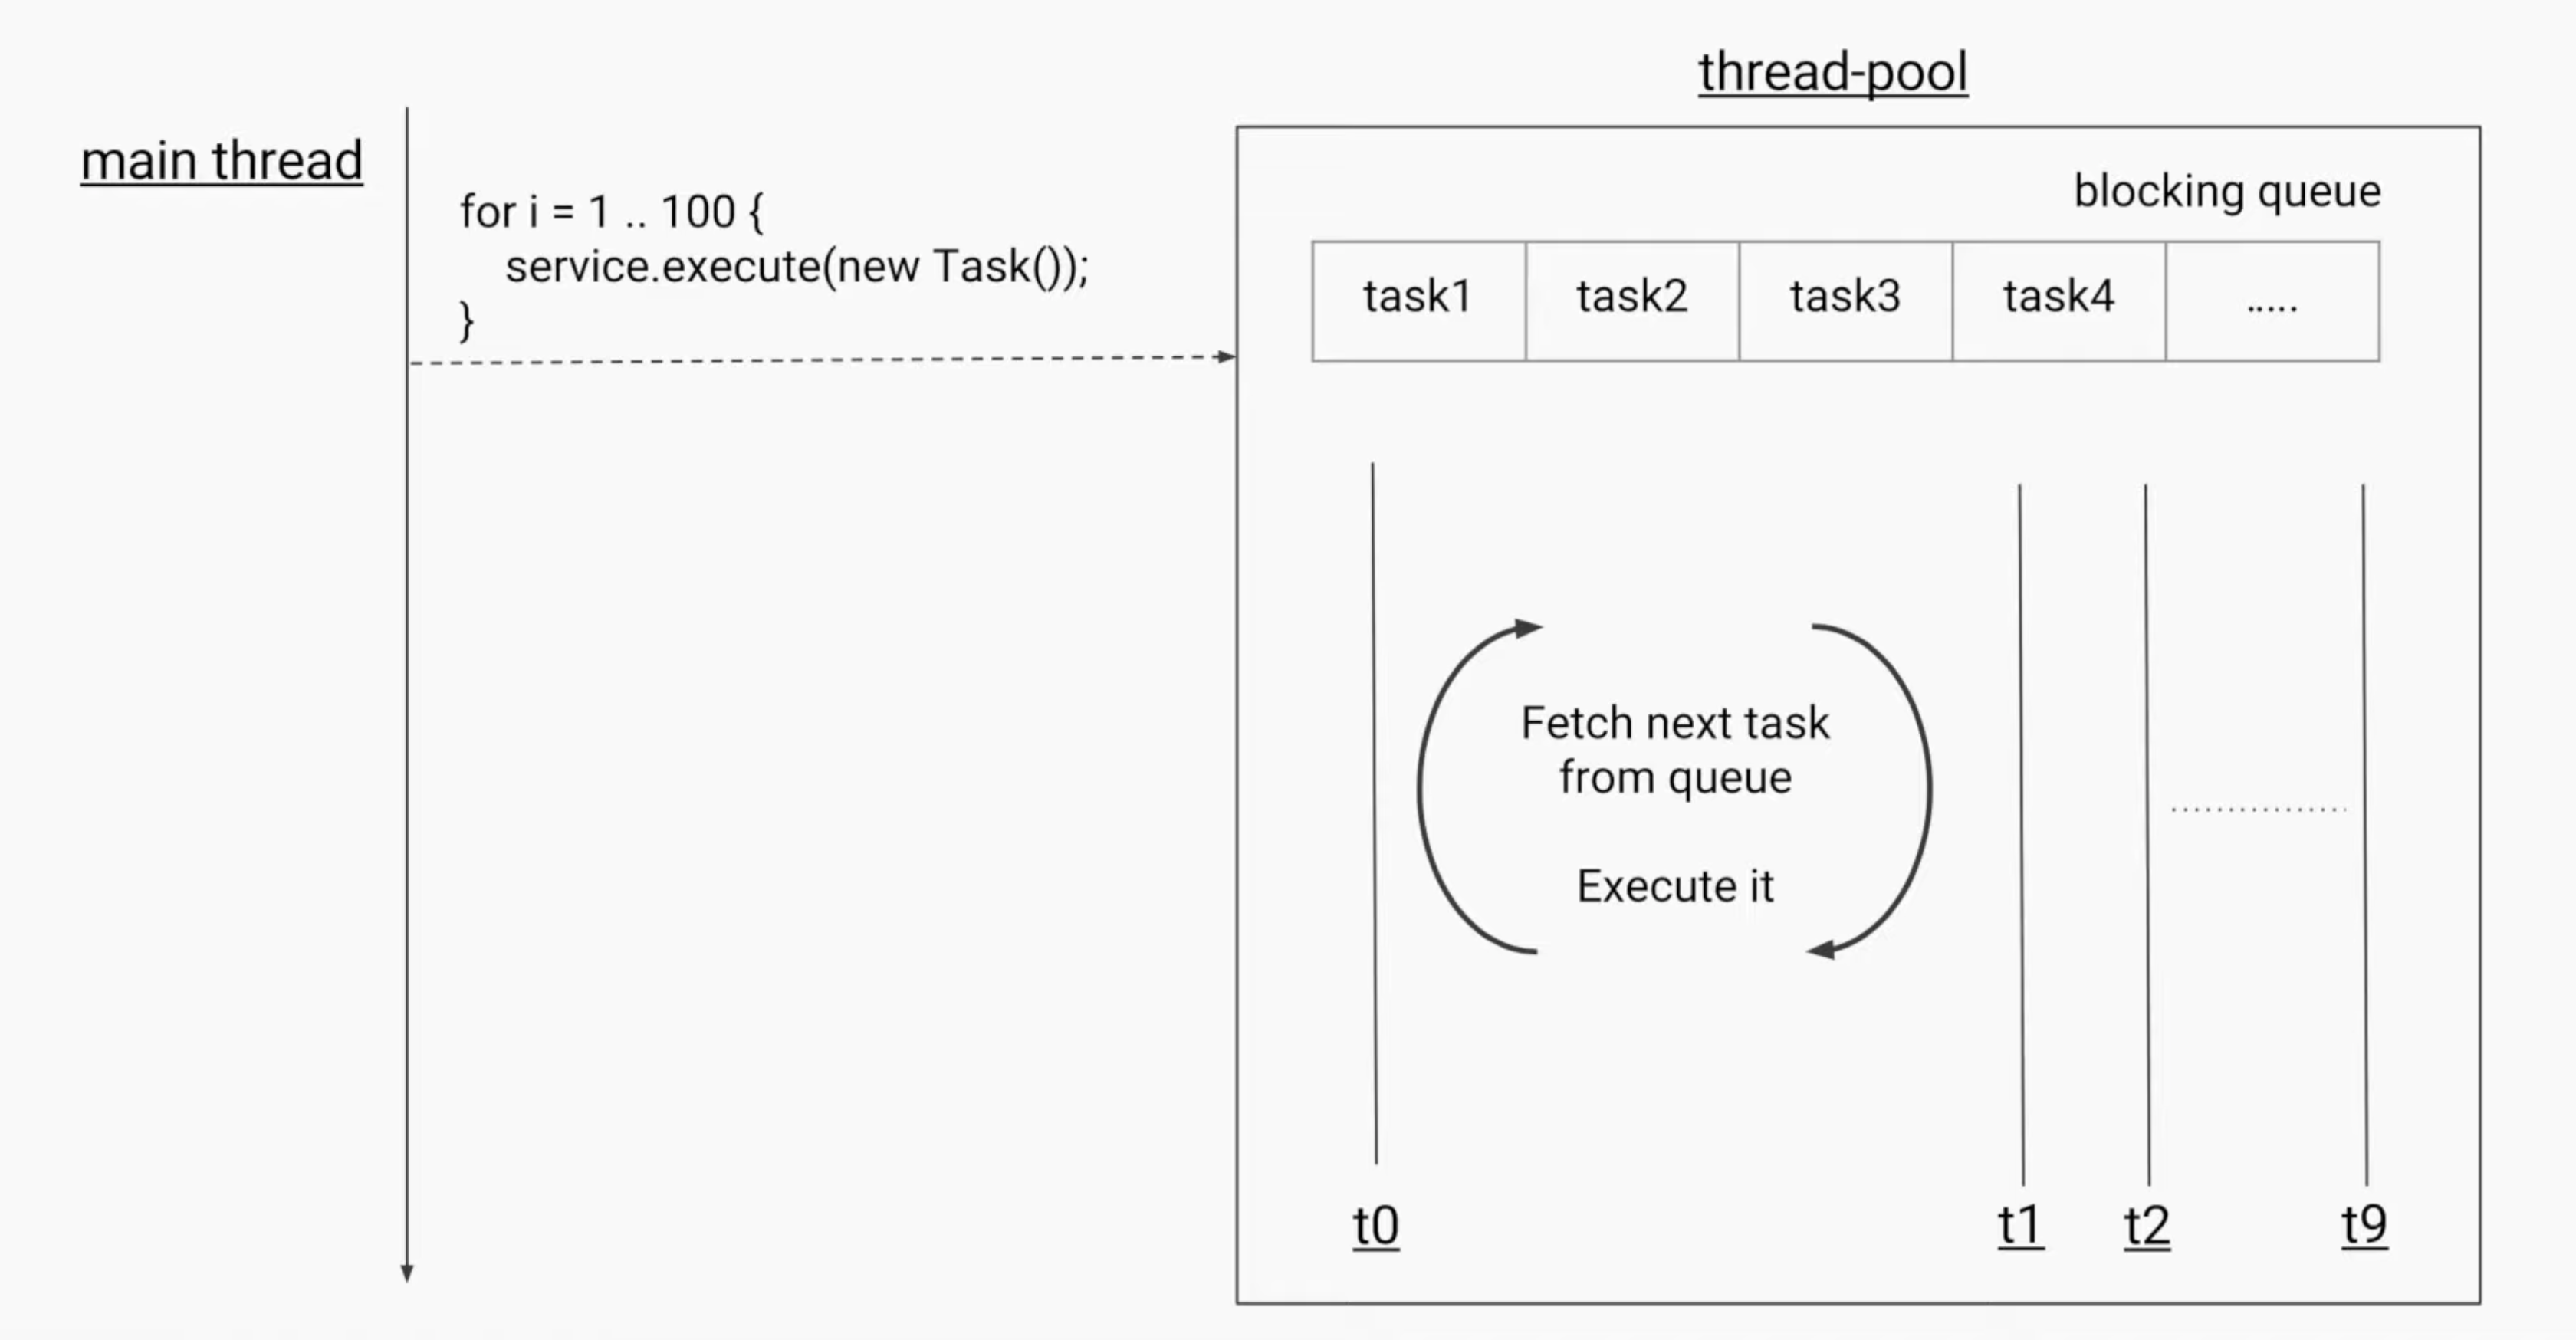 thread-pool
main thread
for i = 1 .. 100 {
service.execute(new Task());
}
blocking queue
task1 task2 task3 task4 .....
Fetch next task
from queue
Execute it
t0 t1 t2 t9